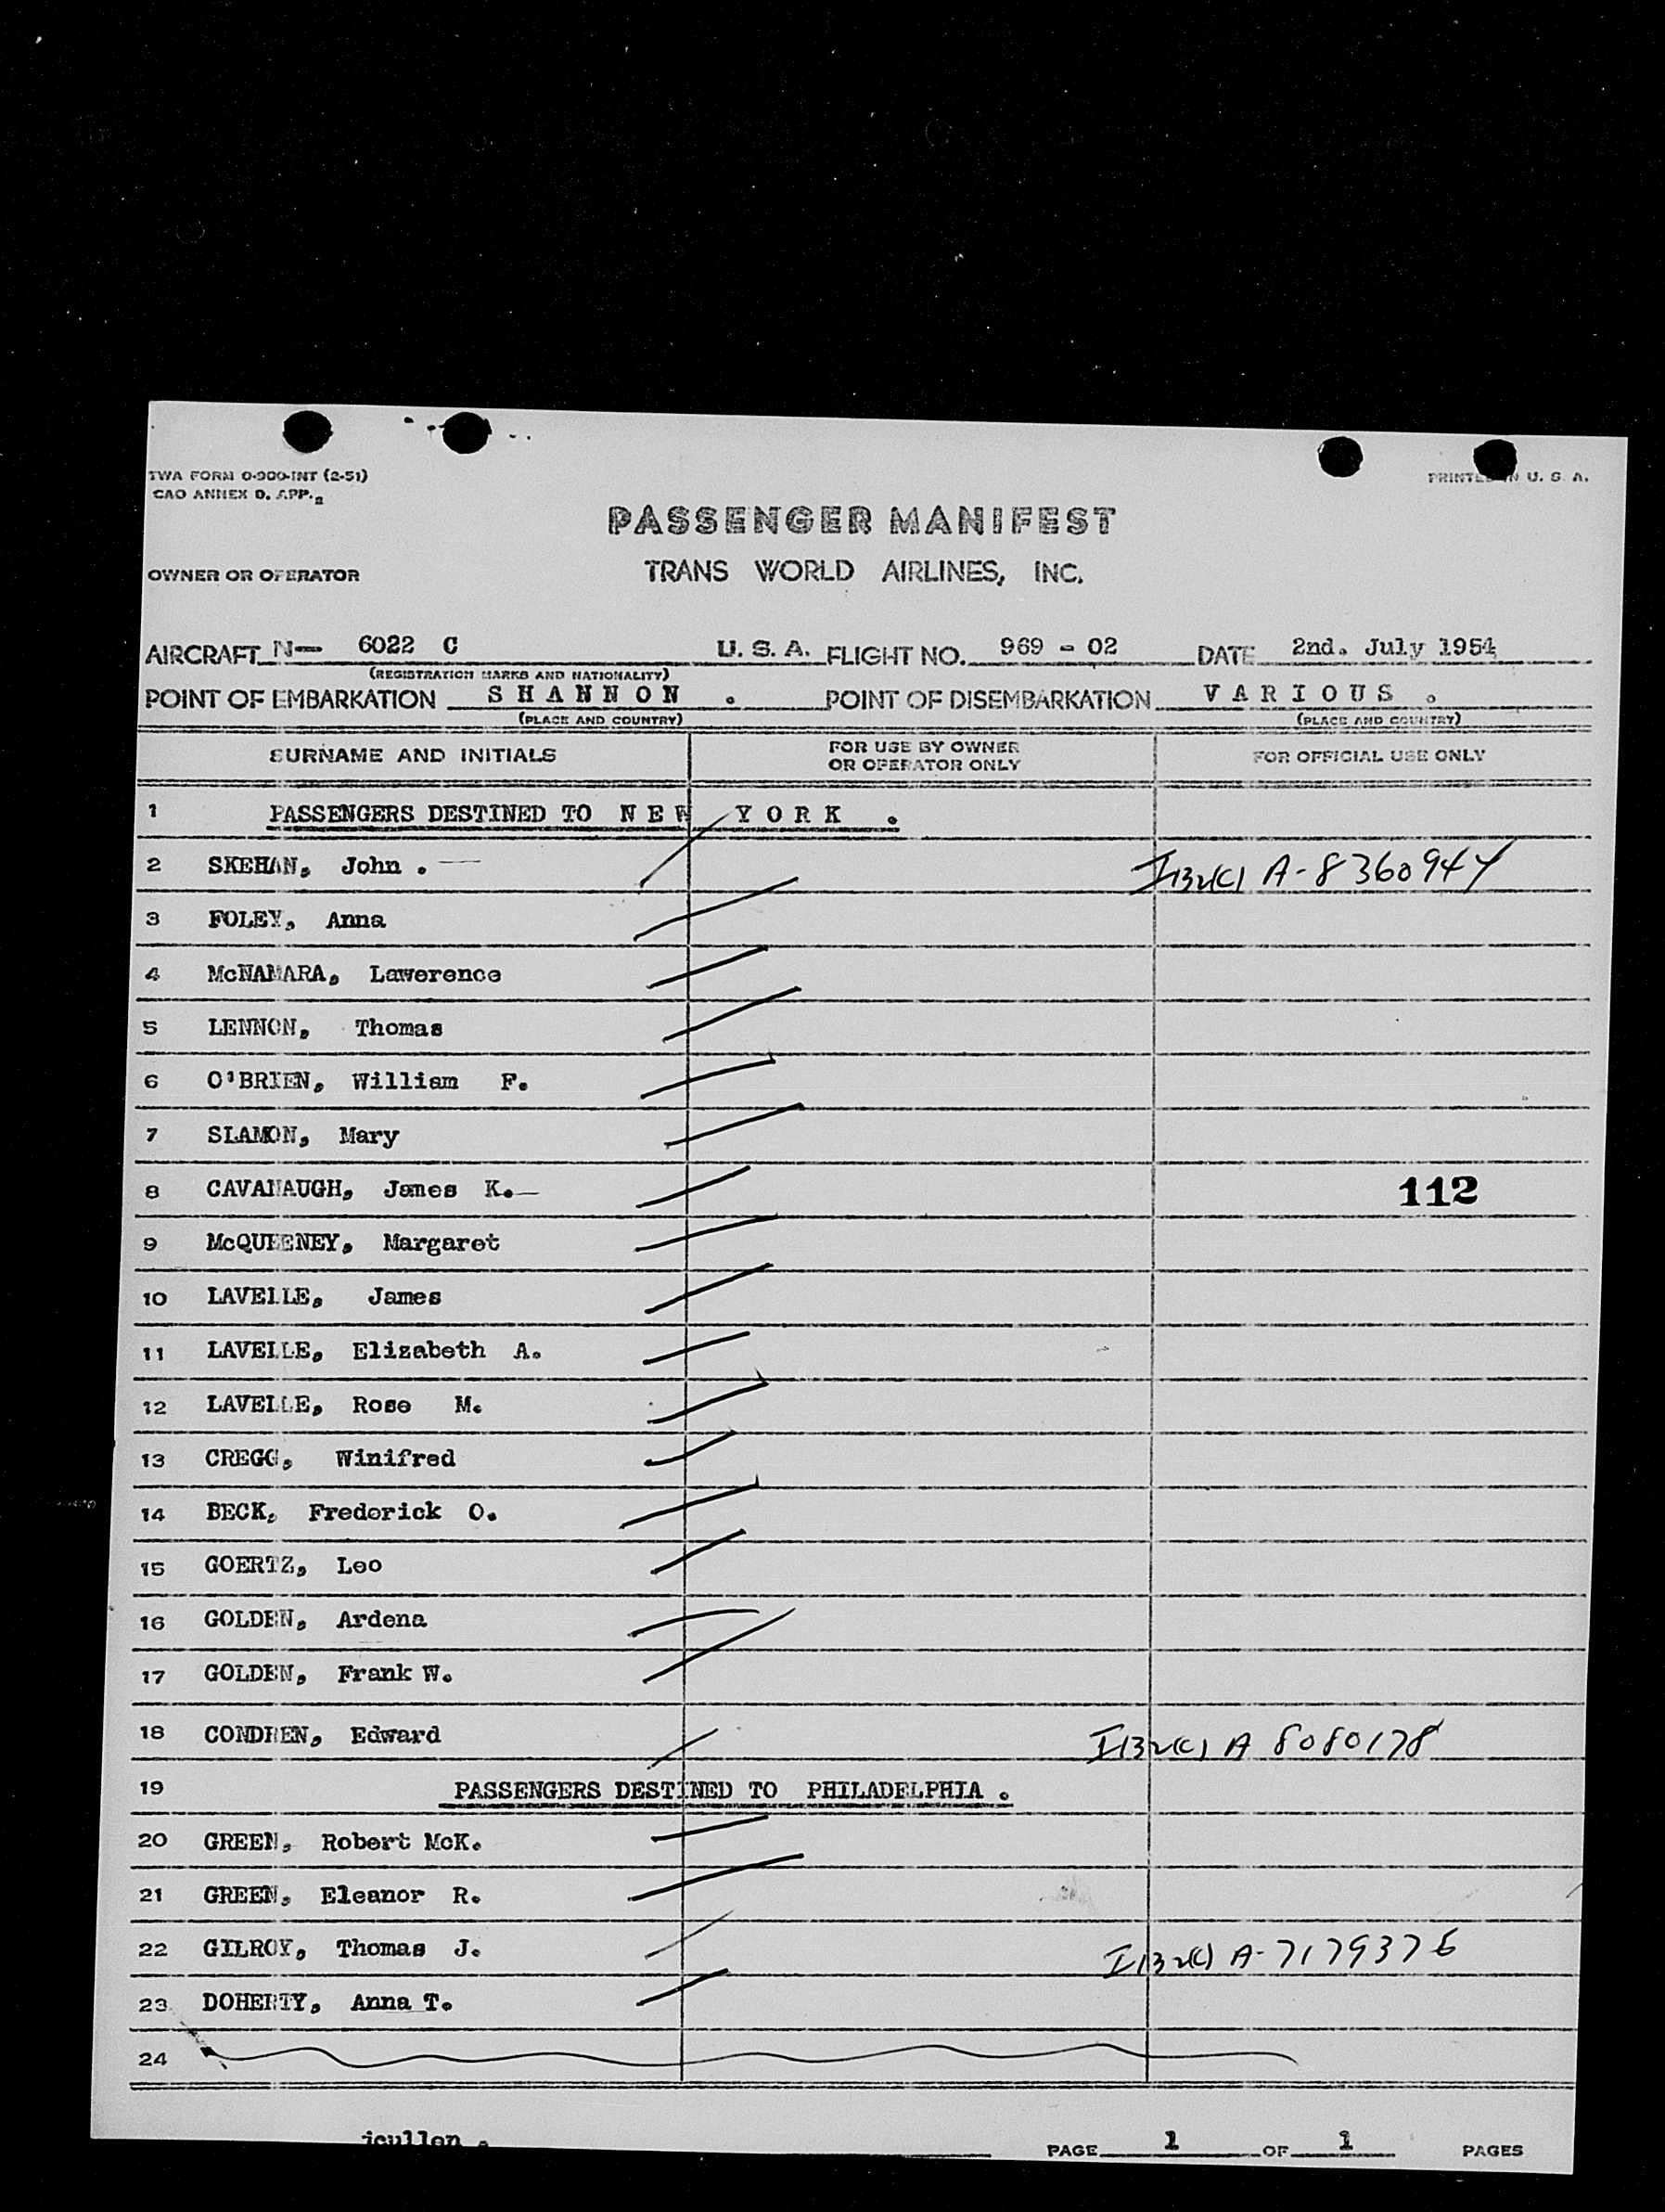 TWA FORM O-900-INT (2-51)
CAO ANNEX D. APP. 2
PRINTED IN U. S. A.
PASSENGER MANIFEST
OWNER OR OPERATOR
TRANS WORLD AIRLINES, INC.
AIRCRAFT N— 6022 C U. S. A. FLIGHT NO. 969 - 02 DATE 2nd. July 1954
(REGISTRATION MARKS AND NATIONALITY)
POINT OF EMBARKATION S H A N N O N . POINT OF DISEMBARKATION V A R I O U S .
(PLACE AND COUNTRY) (PLACE AND COUNTRY)
SURNAME AND INITIALS FOR USE BY OWNER OR OPERATOR ONLY FOR OFFICIAL USE ONLY
1 PASSENGERS DESTINED TO N E W Y O R K .
2 SKEHAN, John . — I132(c) A-8360944
3 FOLEY, Anna
4 McNAMARA, Lawerence
5 LENNON, Thomas
6 O'BRIEN, William F.
7 SLAMON, Mary
8 CAVANAUGH, James K.— 112
9 McQUEENEY, Margaret
10 LAVELLE, James
11 LAVELLE, Elizabeth A.
12 LAVELLE, Rose M.
13 CREGG, Winifred
14 BECK, Frederick O.
15 GOERTZ, Leo
16 GOLDEN, Ardena
17 GOLDEN, Frank W.
18 CONDREN, Edward I132(c) A 8080178
19 PASSENGERS DESTINED TO PHILADELPHIA .
20 GREEN, Robert McK.
21 GREEN, Eleanor R.
22 GILROY, Thomas J. I132(c) A-7179376
23 DOHERTY, Anna T.
24
jcullen .
PAGE 1 OF 1 PAGES